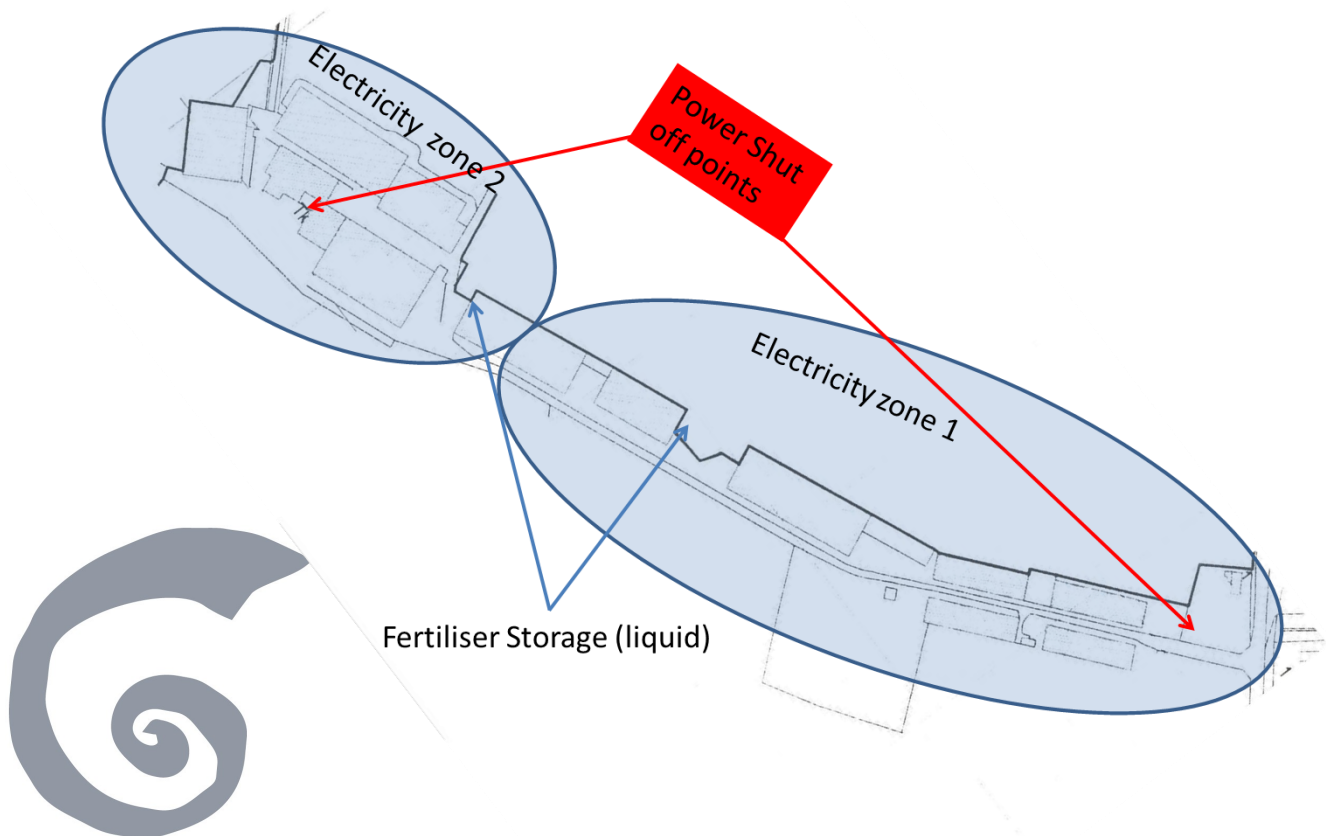 Electricity zone 2
Power Shut
off points
Electricity zone 1
Fertiliser Storage (liquid)